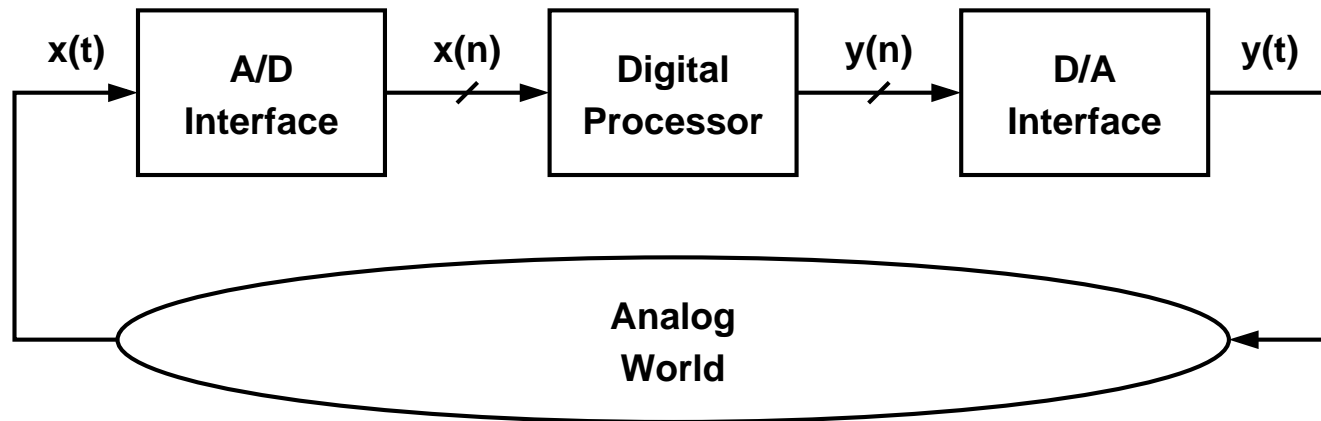 x(t)
A/D
Interface
x(n)
Digital
Processor
y(n)
D/A
Interface
y(t)
Analog
World